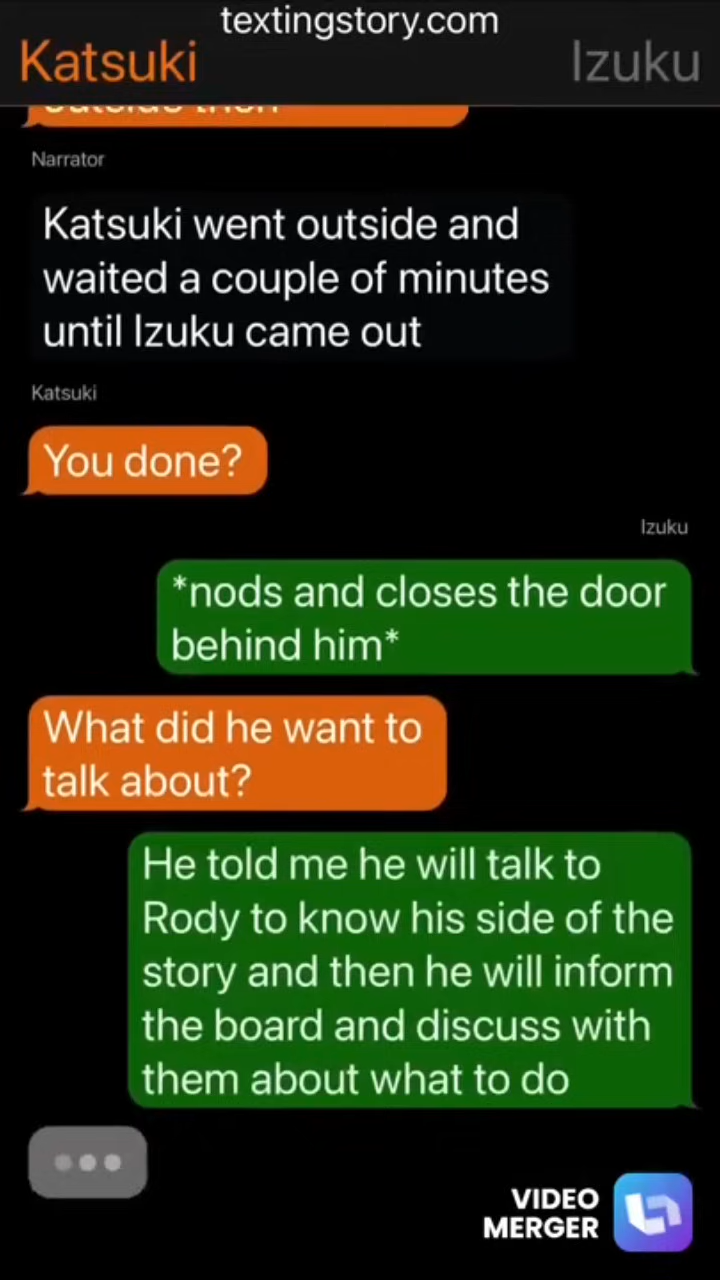 textingstory.com
Katsuki
Izuku
Narrator
Katsuki went outside and
waited a couple of minutes
until Izuku came out
Katsuki
You done?
Izuku
*nods and closes the door
behind him*
What did he want to
talk about?
He told me he will talk to
Rody to know his side of the
story and then he will inform
the board and discuss with
them about what to do
VIDEO
MERGER